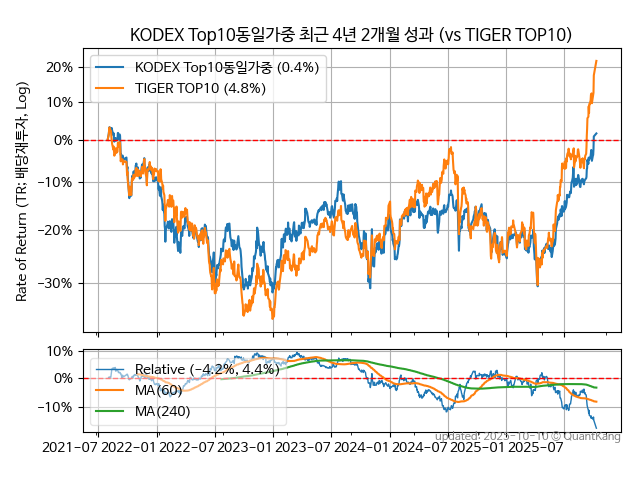 KODEX Top10동일가중 최근 4년 2개월 성과 (vs TIGER TOP10)
Rate of Return (TR: 배당재투자, Log)
20%
10%
0%
−10%
−20%
−30%
KODEX Top10동일가중 (0.4%)
TIGER TOP10 (4.8%)
10%
0%
−10%
Relative (−4.2%, 4.4%)
MA(60)
MA(240)
updated: 2025-10-10 © QuantKang
2021-07 2022-01 2022-07 2023-01 2023-07 2024-01 2024-07 2025-01 2025-07